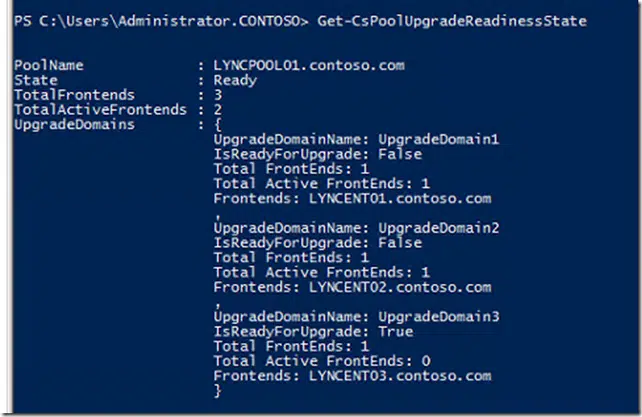 PS C:\Users\Administrator.CONTOSO> Get-CsPoolUpgradeReadinessState
PoolName : LYNCPOOL01.contoso.com
State : Ready
TotalFrontends : 3
TotalActiveFrontends : 2
UpgradeDomains : {
UpgradeDomainName: UpgradeDomain1
IsReadyForUpgrade: False
Total FrontEnds: 1
Total Active FrontEnds: 1
Frontends: LYNCENT01.contoso.com
,
UpgradeDomainName: UpgradeDomain2
IsReadyForUpgrade: False
Total FrontEnds: 1
Total Active FrontEnds: 1
Frontends: LYNCENT02.contoso.com
,
UpgradeDomainName: UpgradeDomain3
IsReadyForUpgrade: True
Total FrontEnds: 1
Total Active FrontEnds: 0
Frontends: LYNCENT03.contoso.com
}